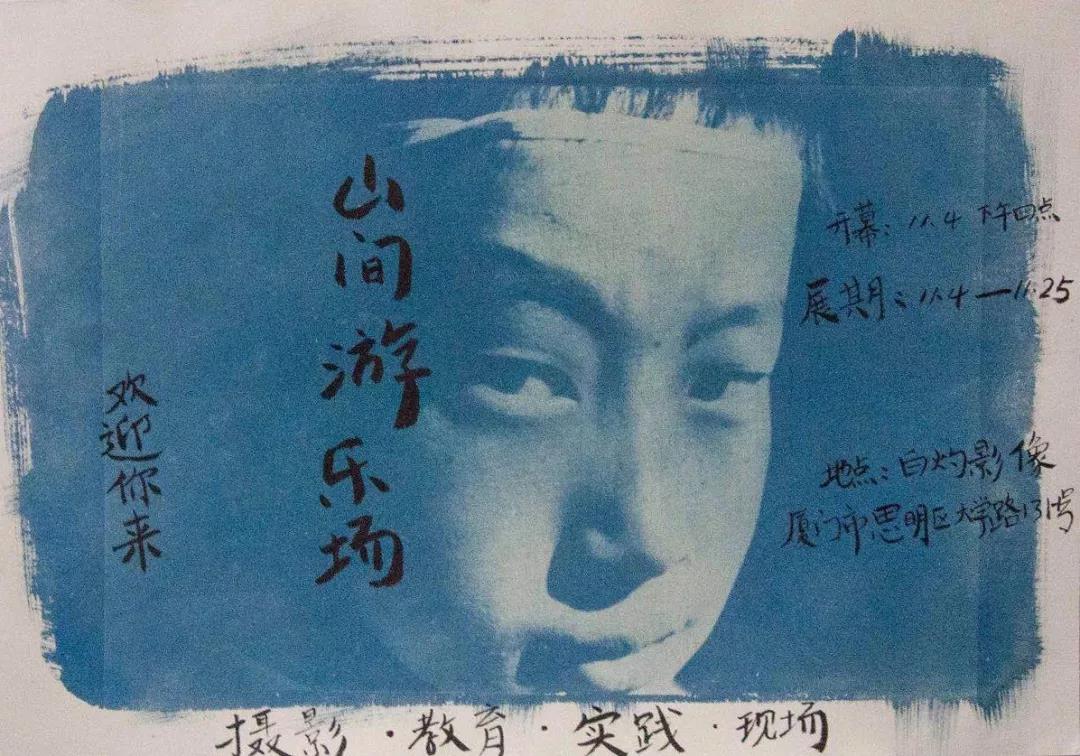 山间游乐场
欢迎你来
开幕：11.4 下午四点
展期：11.4—11.25
地点：白灼影像
厦门市思明区大学路131号
摄影·教育·实践·现场